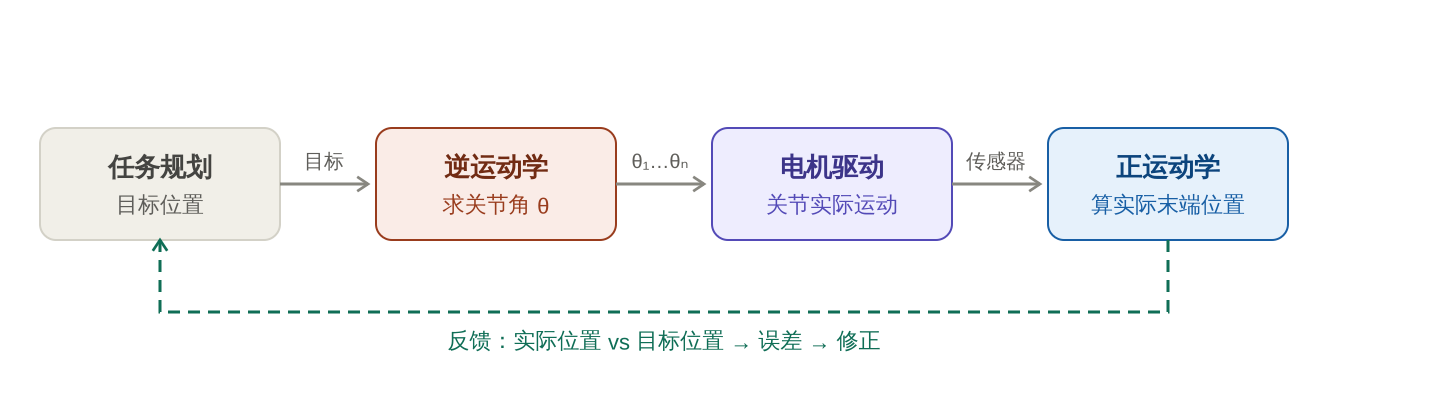 任务规划
目标位置
目标
逆运动学
求关节角 θ
θ₁…θₙ
电机驱动
关节实际运动
传感器
正运动学
算实际末端位置
反馈：实际位置 vs 目标位置 → 误差 → 修正